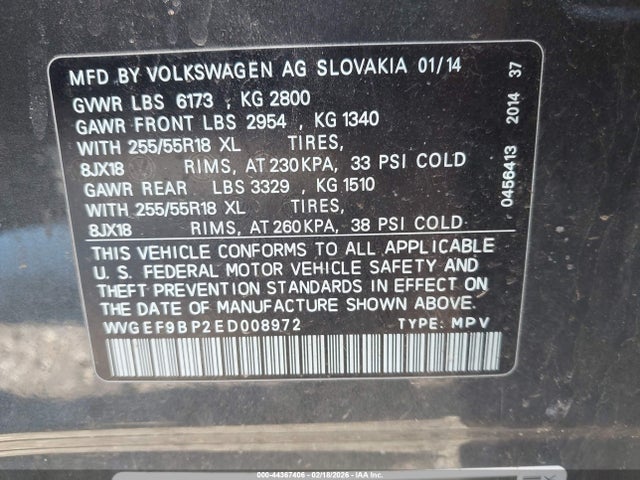 MFD BY VOLKSWAGEN AG SLOVAKIA 01/14
GVWR LBS 6173 , KG 2800
GAWR FRONT LBS 2954 , KG 1340
WITH 255/55R18 XL TIRES,
8JX18 RIMS, AT 230 KPA, 33 PSI COLD
GAWR REAR LBS 3329 , KG 1510
WITH 255/55R18 XL TIRES,
8JX18 RIMS, AT 260 KPA, 38 PSI COLD
THIS VEHICLE CONFORMS TO ALL APPLICABLE
U. S. FEDERAL MOTOR VEHICLE SAFETY AND
THEFT PREVENTION STANDARDS IN EFFECT ON
THE DATE OF MANUFACTURE SHOWN ABOVE
WVGEF9BP2ED008972 TYPE: MPV
0456413 2014 37
000-44367406 - 02/18/2026 - IAA Inc.